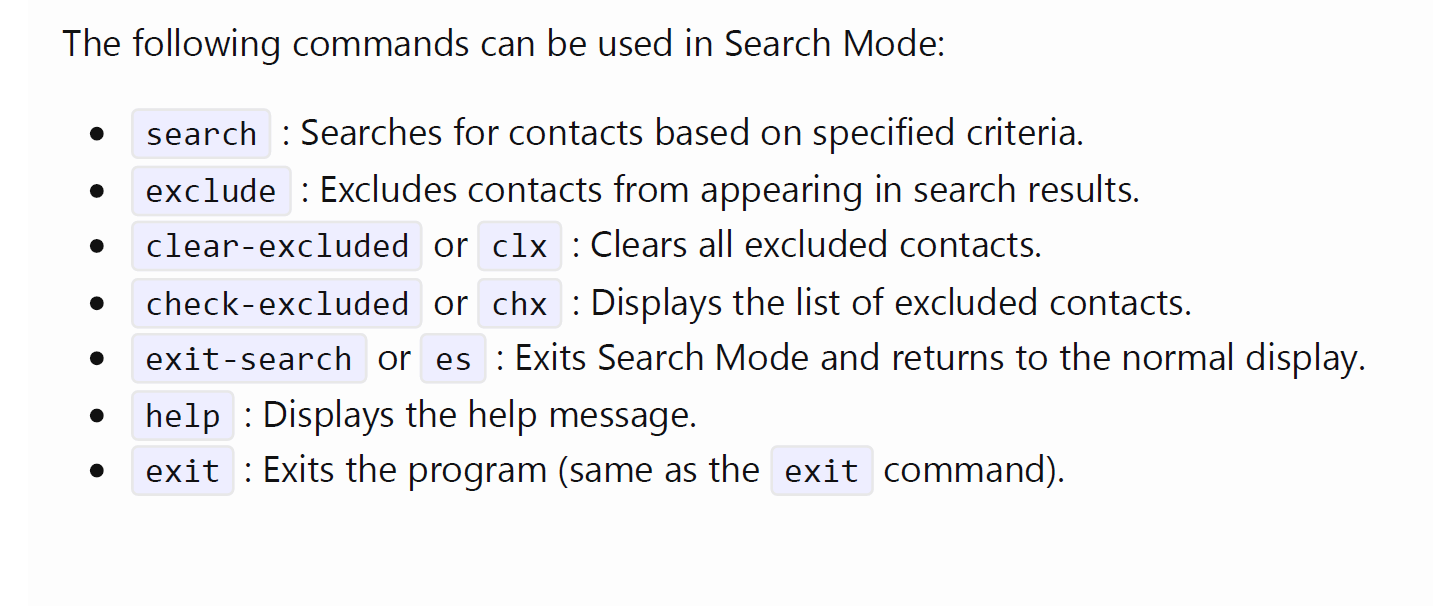 The following commands can be used in Search Mode:
• search : Searches for contacts based on specified criteria.
• exclude : Excludes contacts from appearing in search results.
• clear-excluded or clx : Clears all excluded contacts.
• check-excluded or chx : Displays the list of excluded contacts.
• exit-search or es : Exits Search Mode and returns to the normal display.
• help : Displays the help message.
• exit : Exits the program (same as the exit command).